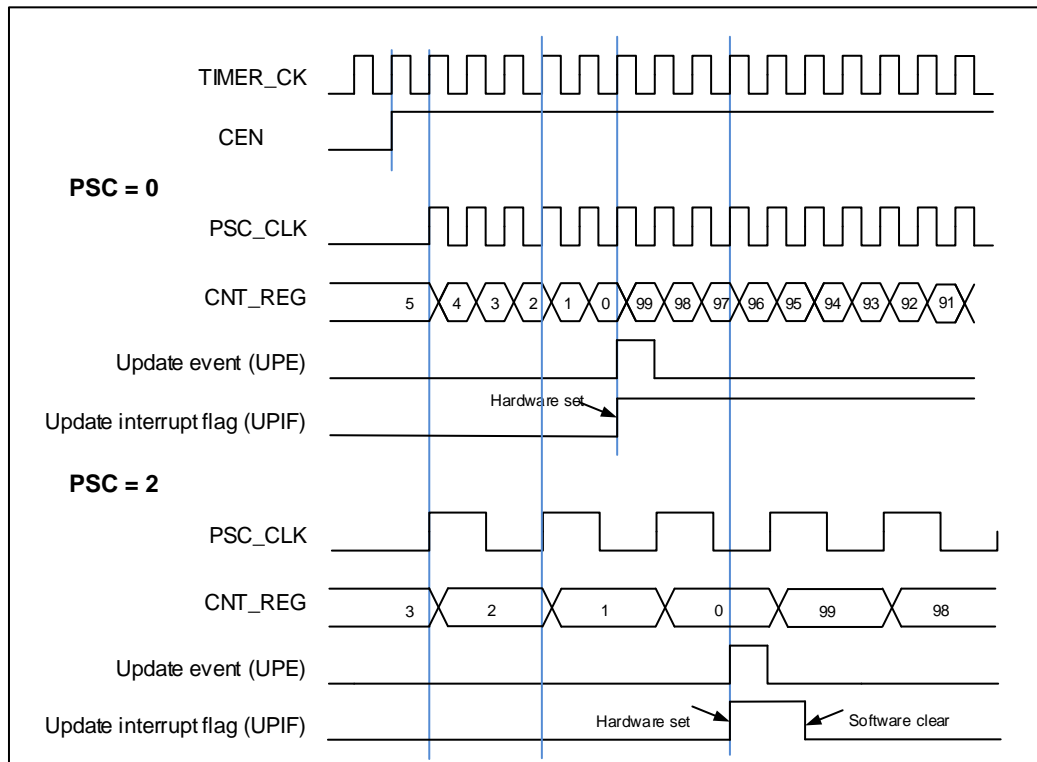 TIMER_CK
CEN
PSC = 0
PSC_CLK
CNT_REG 5 4 3 2 1 0 99 98 97 96 95 94 93 92 91
Update event (UPE)
Hardware set
Update interrupt flag (UPIF)
PSC = 2
PSC_CLK
CNT_REG 3 2 1 0 99 98
Update event (UPE)
Update interrupt flag (UPIF) Hardware set Software clear